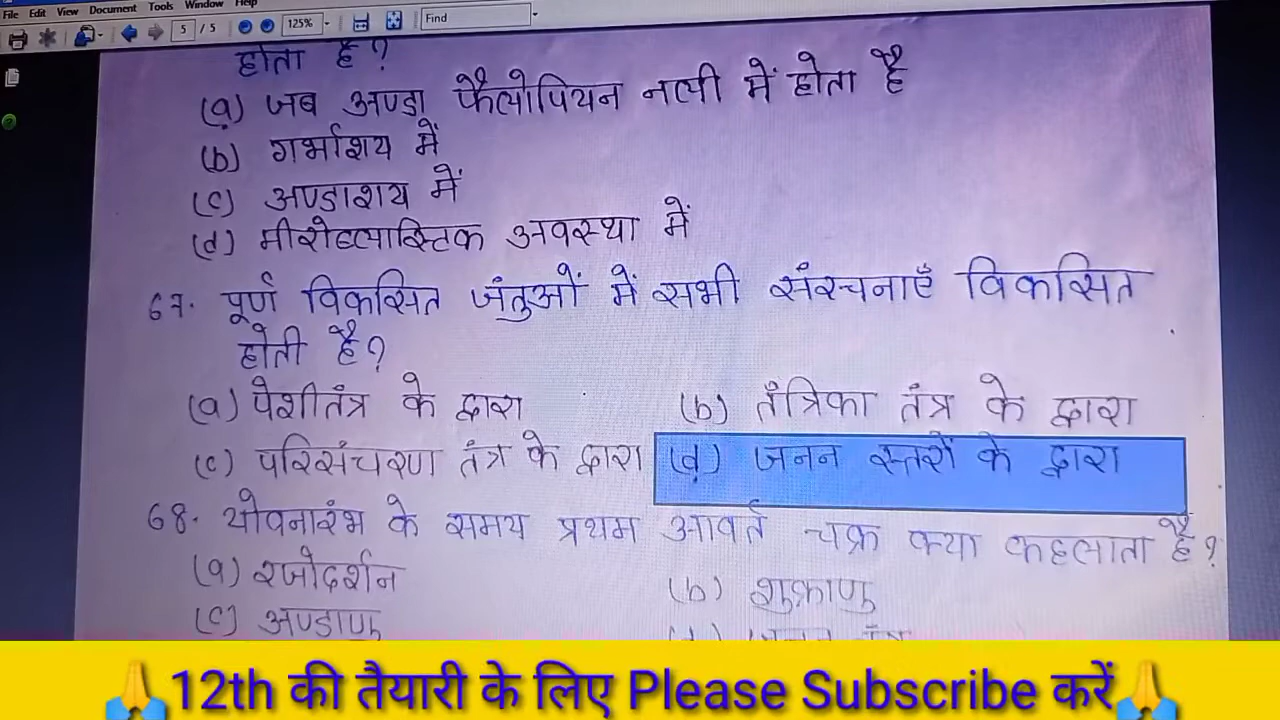 File Edit View Document Tools Window Help
5 / 5 125% Find
होता है ?
(a) जब अण्डा फैलोपियन नली में होता है
(b) गर्भाशय में
(c) अण्डाशय में
(d) मीरोब्लास्टिक अवस्था में
67. पूर्ण विकसित जंतुओं में सभी संरचनाएँ विकसित
होती है?
(a) पेशीतंत्र के द्वारा (b) तंत्रिका तंत्र के द्वारा
(c) परिसंचरण तंत्र के द्वारा (d) जनन स्तरों के द्वारा
68. योवनारंभ के समय प्रथम आवर्त चक्र क्या कहलाता है ?
(a) रजोदर्शन (b) शुक्राणु
(c) अण्डाणु
🙏12th की तैयारी के लिए Please Subscribe करें🙏